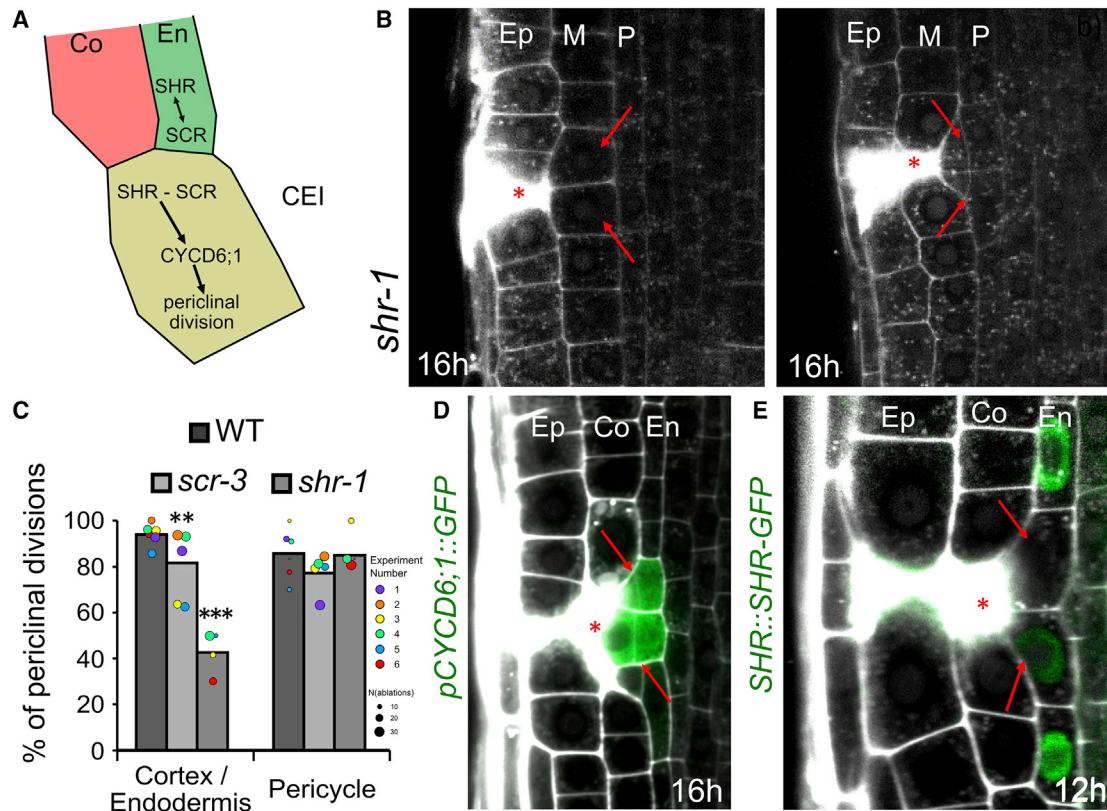 A
Co
En
SHR
SCR
SHR - SCR
CEI
CYCD6;1
periclinal
division
B
Ep M P
*
shr-1
16h
Ep M P
b)
*
16h
C
WT
scr-3 shr-1
% of periclinal divisions
100
80
60
40
20
0
**
***
Experiment
Number
1
2
3
4
5
6
N(ablations)
10
20
30
Cortex /
Endodermis
Pericycle
D
pCYCD6;1::GFP
Ep Co En
*
16h
E
SHR::SHR-GFP
Ep Co En
*
12h